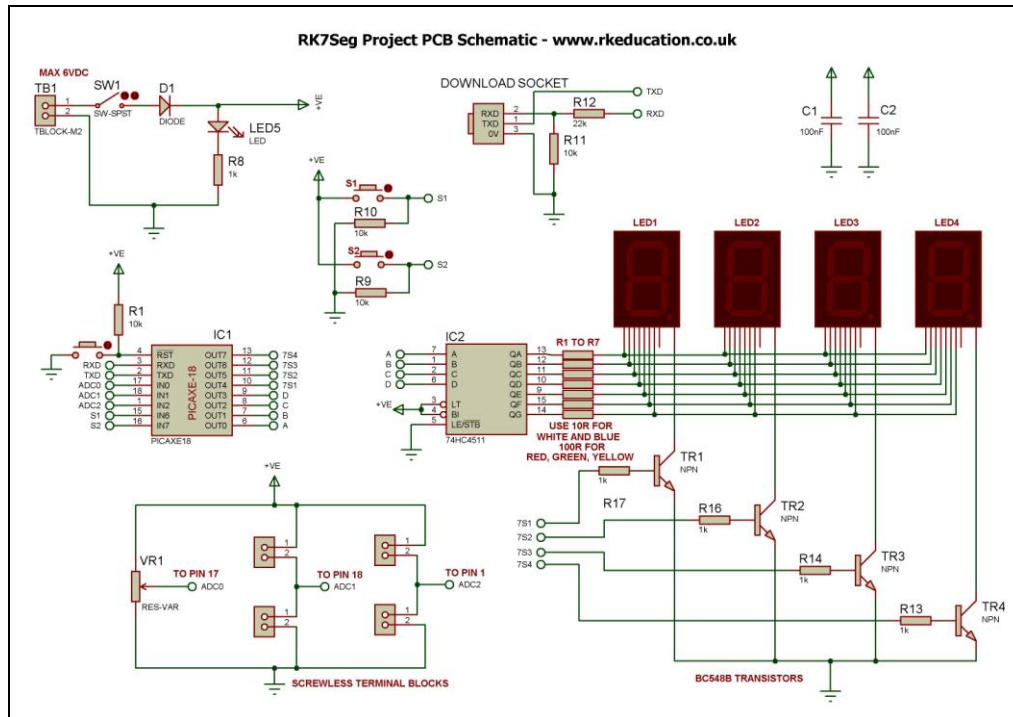 RK7Seg Project PCB Schematic - www.rkeducation.co.uk
MAX 6VDC
TB1
1
2
TBLOCK-M2
SW1
SW-SPST
D1
DIODE
+VE
LED5
LED
R8
1k
DOWNLOAD SOCKET
RXD 2
TXD 1
0V 3
R12
22k
TXD
RXD
R11
10k
C1
100nF
C2
100nF
+VE
S1
S1
R10
10k
S2
S2
R9
10k
+VE
R1
10k
IC1
4 RST OUT7 13 7S4
RXD 3 RXD OUT6 12 7S3
TXD 2 TXD OUT5 11 7S2
ADC0 17 IN0 OUT4 10 7S1
ADC1 18 IN1 OUT3 9 D
ADC2 1 IN2 OUT2 8 C
S1 15 IN6 OUT1 7 B
S2 16 IN7 OUT0 6 A
PICAXE-18
PICAXE18
IC2
A 7 A QA 13
B 1 B QB 12
C 2 C QC 11
D 6 D QD 10
QE 9
+VE 3 LT QF 15
4 BI QG 14
5 LE/STB
74HC4511
R1 TO R7
USE 10R FOR
WHITE AND BLUE
100R FOR
RED, GREEN, YELLOW
LED1
LED2
LED3
LED4
7S1
7S2
7S3
7S4
1k
R17
TR1
NPN
R16
1k
TR2
NPN
R14
1k
TR3
NPN
R13
1k
TR4
NPN
BC548B TRANSISTORS
+VE
VR1
RES-VAR
TO PIN 17
ADC0
1
2
1
2
TO PIN 18
ADC1
1
2
1
2
TO PIN 1
ADC2
SCREWLESS TERMINAL BLOCKS